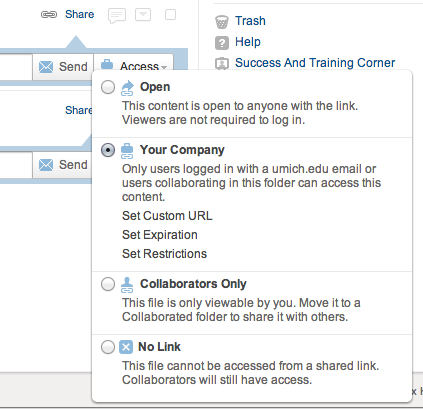 Share
Trash
Help
Success And Training Corner
Send
Access
Open
This content is open to anyone with the link.
Viewers are not required to log in.
Share
Your Company
Only users logged in with a umich.edu email or
users collaborating in this folder can access this
content.
Send
Set Custom URL
Set Expiration
Set Restrictions
Collaborators Only
This file is only viewable by you. Move it to a
Collaborated folder to share it with others.
No Link
This file cannot be accessed from a shared link.
Collaborators will still have access.